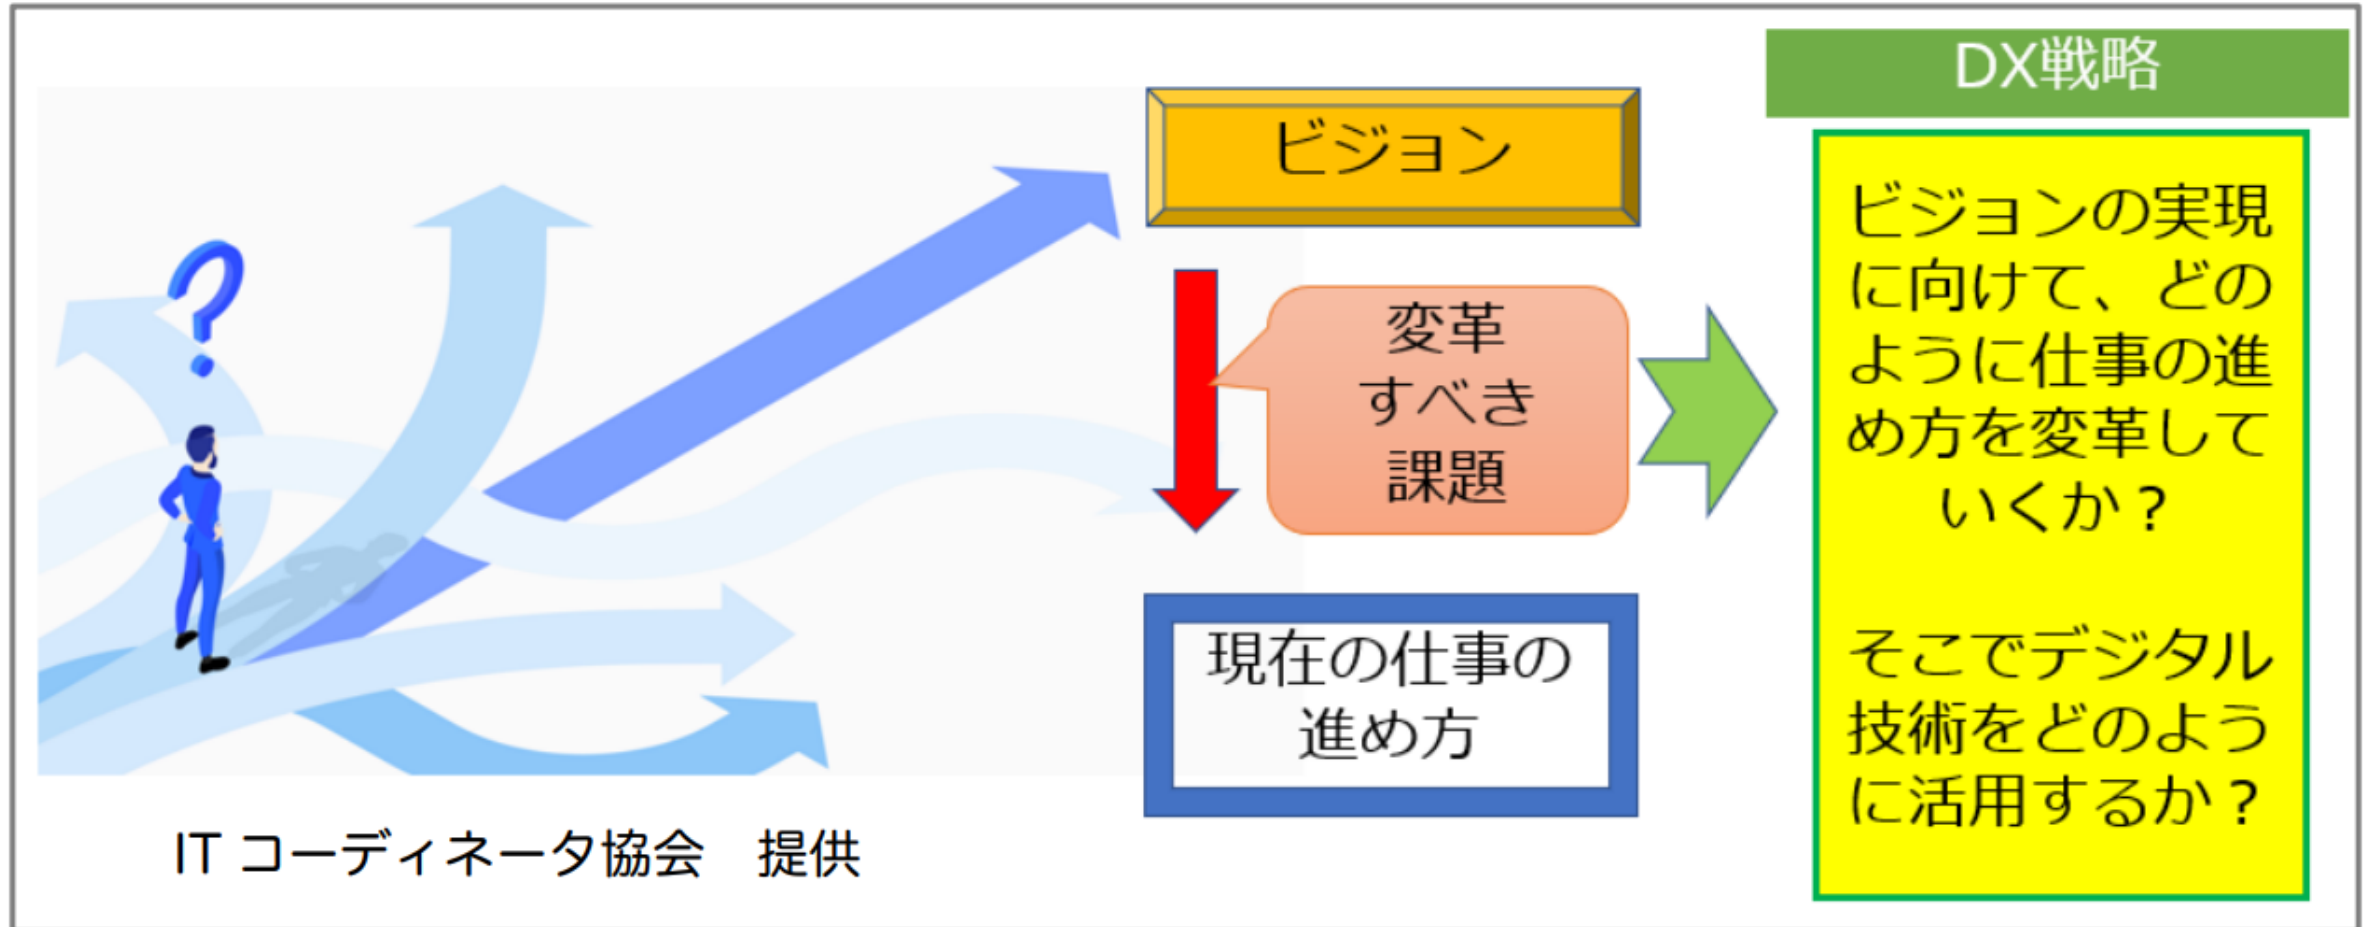 DX戦略
ビジョン
変革
すべき
課題
現在の仕事の
進め方
ビジョンの実現
に向けて、どの
ように仕事の進
め方を変革して
いくか？
そこでデジタル
技術をどのよう
に活用するか？
IT コーディネータ協会　提供